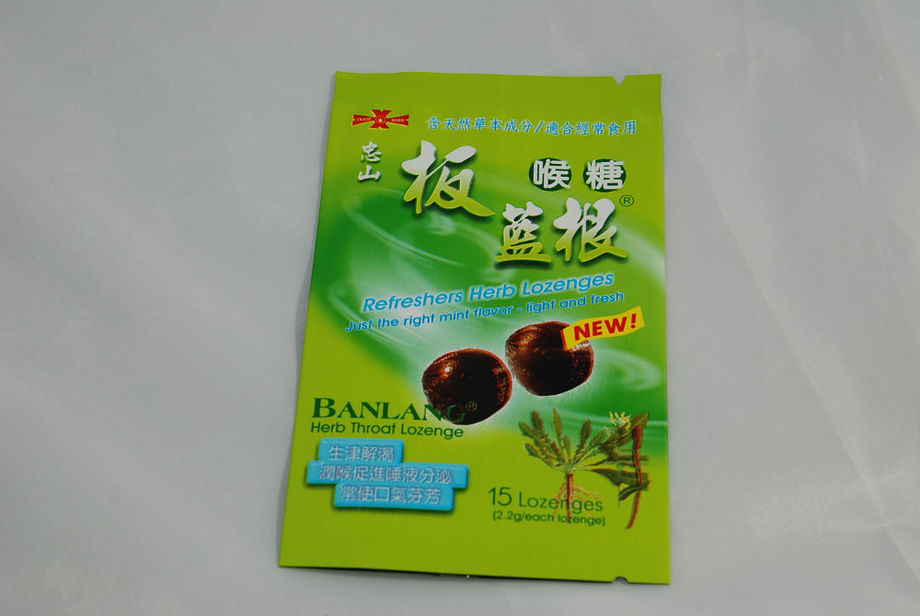 TRADE MARK
含天然草本成分/適合經常食用
忠山
板藍根®
喉糖
Refreshers Herb Lozenges
Just the right mint flavor - light and fresh
NEW!
BANLANG®
Herb Throat Lozenge
生津解渴
潤喉促進唾液分泌
常使口氣芬芳
15 Lozenges
(2.2g/each lozenge)